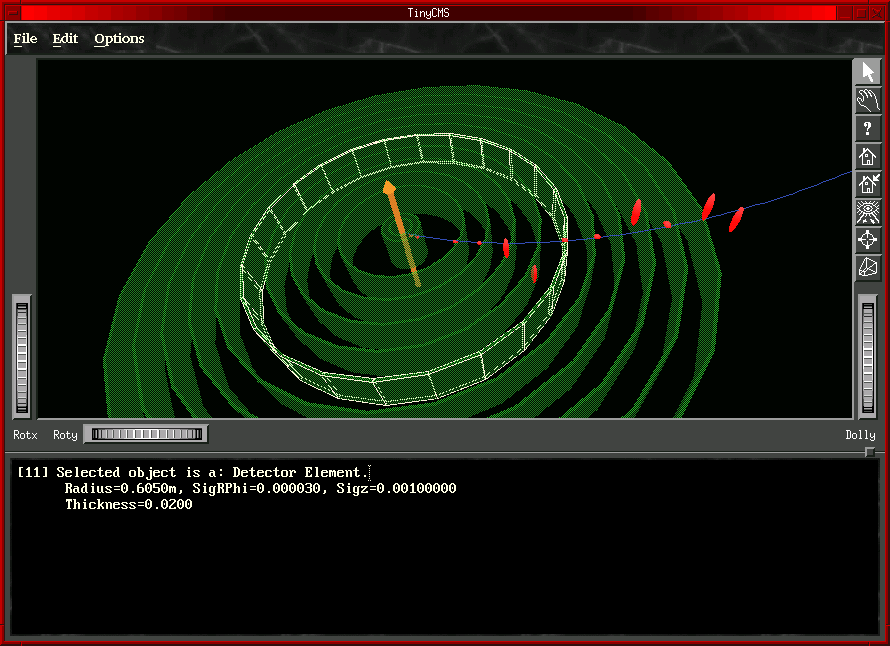 TinyCMS
File Edit Options
?
Rotx Roty Dolly
[11] Selected object is a: Detector Element.
Radius=0.6050m, SigRPhi=0.000030, Sigz=0.00100000
Thickness=0.0200